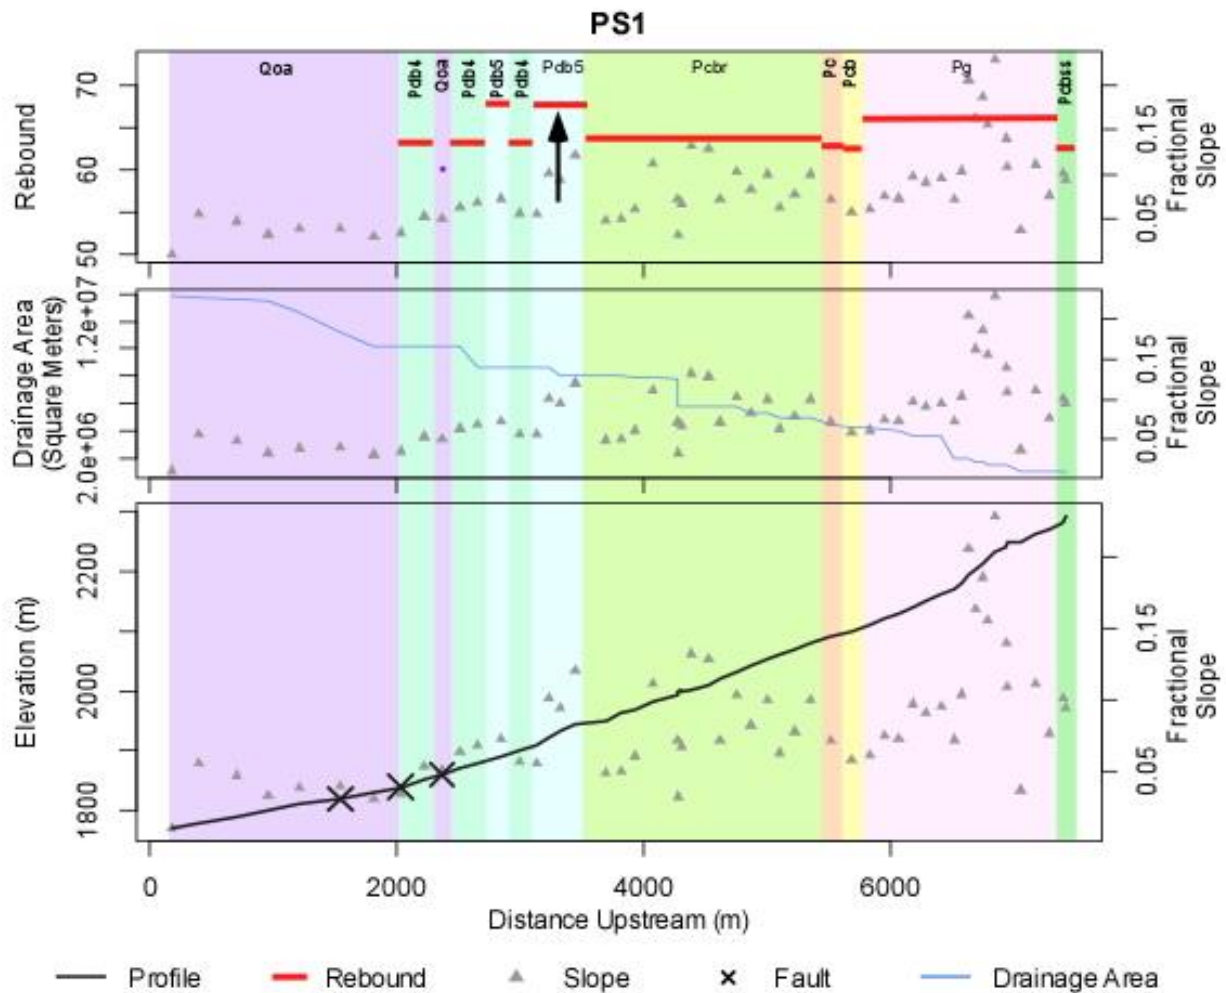 PS1
Qoa
Pdb4
Qoa
Pdb4
Pdb5
Pdb4
Pdb5
Pcbr
Pc
Pcb
Pg
Pcbss
Rebound
50 60 70
Fractional
Slope
0.05 0.15
Drainage Area
(Square Meters)
2.0e+06 1.2e+07
Fractional
Slope
0.05 0.15
Elevation (m)
1800 2000 2200
Fractional
Slope
0.05 0.15
0 2000 4000 6000
Distance Upstream (m)
Profile Rebound Slope Fault Drainage Area